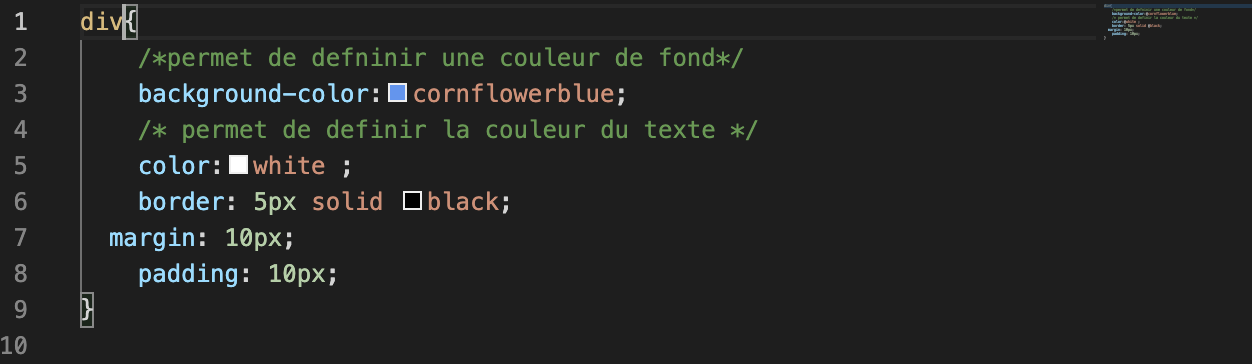 1 div{
2 /*permet de defninir une couleur de fond*/
3 background-color:cornflowerblue;
4 /* permet de definir la couleur du texte */
5 color:white ;
6 border: 5px solid black;
7 margin: 10px;
8 padding: 10px;
9 }
10